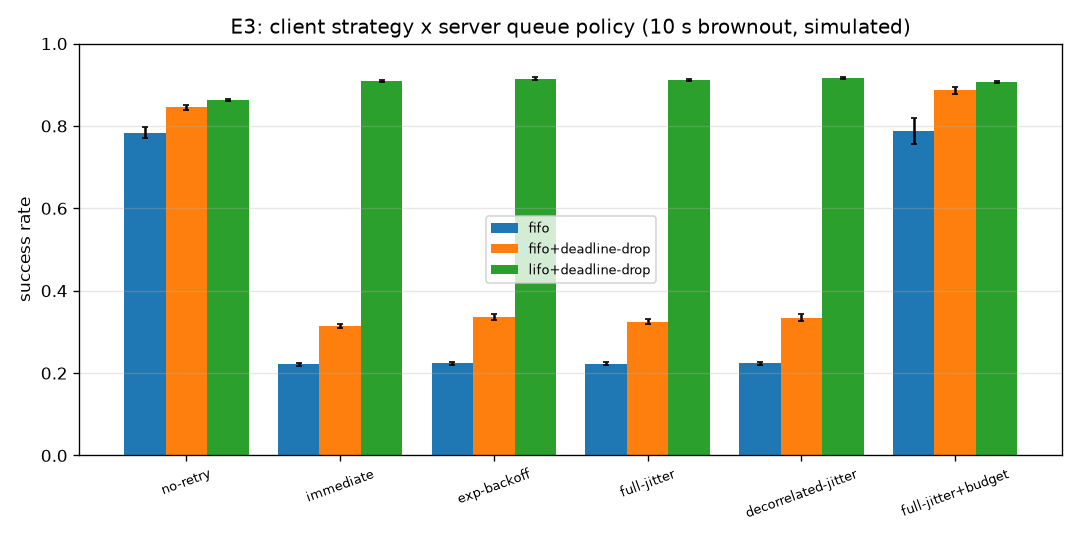 E3: client strategy x server queue policy (10 s brownout, simulated)
success rate
1.0
0.8
0.6
0.4
0.2
0.0
fifo
fifo+deadline-drop
lifo+deadline-drop
no-retry
immediate
exp-backoff
full-jitter
decorrelated-jitter
full-jitter+budget